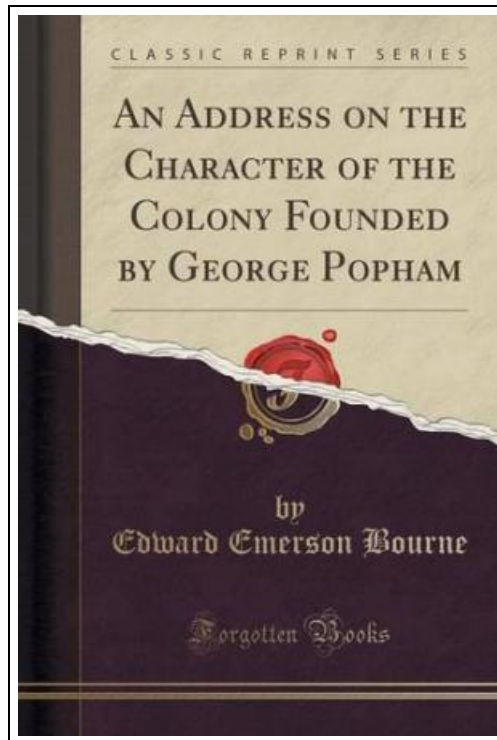 CLASSIC REPRINT SERIES
AN ADDRESS ON THE
CHARACTER OF THE
COLONY FOUNDED
BY GEORGE POPHAM
by
Edward Emerson Bourne
Forgotten Books